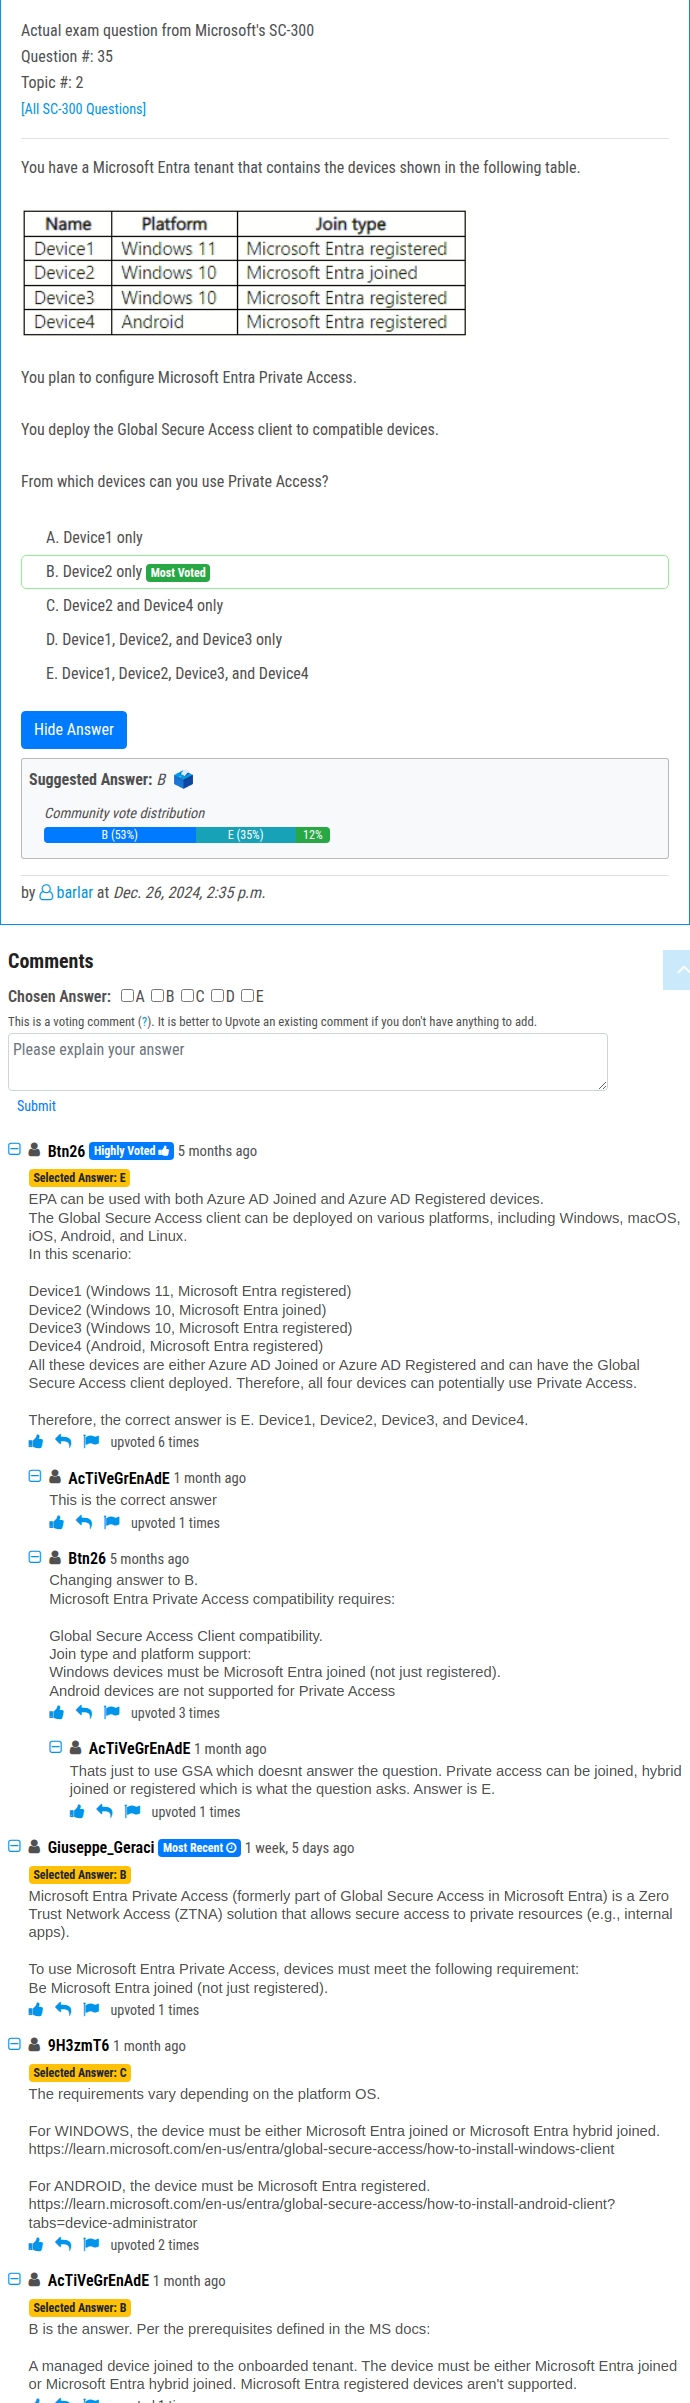 Actual exam question from Microsoft's SC-300
Question #: 35
Topic #: 2
[All SC-300 Questions]
You have a Microsoft Entra tenant that contains the devices shown in the following table.
Name Platform Join type
Device1 Windows 11 Microsoft Entra registered
Device2 Windows 10 Microsoft Entra joined
Device3 Windows 10 Microsoft Entra registered
Device4 Android Microsoft Entra registered
You plan to configure Microsoft Entra Private Access.
You deploy the Global Secure Access client to compatible devices.
From which devices can you use Private Access?
A. Device1 only
B. Device2 only Most Voted
C. Device2 and Device4 only
D. Device1, Device2, and Device3 only
E. Device1, Device2, Device3, and Device4
Hide Answer
Suggested Answer: B
Community vote distribution
B (53%) E (35%) 12%
by barlar at Dec. 26, 2024, 2:35 p.m.
Comments
Chosen Answer: A B C D E
This is a voting comment (?). It is better to Upvote an existing comment if you don't have anything to add.
Please explain your answer
Submit
Btn26 Highly Voted 5 months ago
Selected Answer: E
EPA can be used with both Azure AD Joined and Azure AD Registered devices.
The Global Secure Access client can be deployed on various platforms, including Windows, macOS,
iOS, Android, and Linux.
In this scenario:
Device1 (Windows 11, Microsoft Entra registered)
Device2 (Windows 10, Microsoft Entra joined)
Device3 (Windows 10, Microsoft Entra registered)
Device4 (Android, Microsoft Entra registered)
All these devices are either Azure AD Joined or Azure AD Registered and can have the Global
Secure Access client deployed. Therefore, all four devices can potentially use Private Access.
Therefore, the correct answer is E. Device1, Device2, Device3, and Device4.
upvoted 6 times
AcTiVeGrEnAdE 1 month ago
This is the correct answer
upvoted 1 times
Btn26 5 months ago
Changing answer to B.
Microsoft Entra Private Access compatibility requires:
Global Secure Access Client compatibility.
Join type and platform support:
Windows devices must be Microsoft Entra joined (not just registered).
Android devices are not supported for Private Access
upvoted 3 times
AcTiVeGrEnAdE 1 month ago
Thats just to use GSA which doesnt answer the question. Private access can be joined, hybrid
joined or registered which is what the question asks. Answer is E.
upvoted 1 times
Giuseppe_Geraci Most Recent 1 week, 5 days ago
Selected Answer: B
Microsoft Entra Private Access (formerly part of Global Secure Access in Microsoft Entra) is a Zero
Trust Network Access (ZTNA) solution that allows secure access to private resources (e.g., internal
apps).
To use Microsoft Entra Private Access, devices must meet the following requirement:
Be Microsoft Entra joined (not just registered).
upvoted 1 times
9H3zmT6 1 month ago
Selected Answer: C
The requirements vary depending on the platform OS.
For WINDOWS, the device must be either Microsoft Entra joined or Microsoft Entra hybrid joined.
https://learn.microsoft.com/en-us/entra/global-secure-access/how-to-install-windows-client
For ANDROID, the device must be Microsoft Entra registered.
https://learn.microsoft.com/en-us/entra/global-secure-access/how-to-install-android-client?
tabs=device-administrator
upvoted 2 times
AcTiVeGrEnAdE 1 month ago
Selected Answer: B
B is the answer. Per the prerequisites defined in the MS docs:
A managed device joined to the onboarded tenant. The device must be either Microsoft Entra joined
or Microsoft Entra hybrid joined. Microsoft Entra registered devices aren't supported.